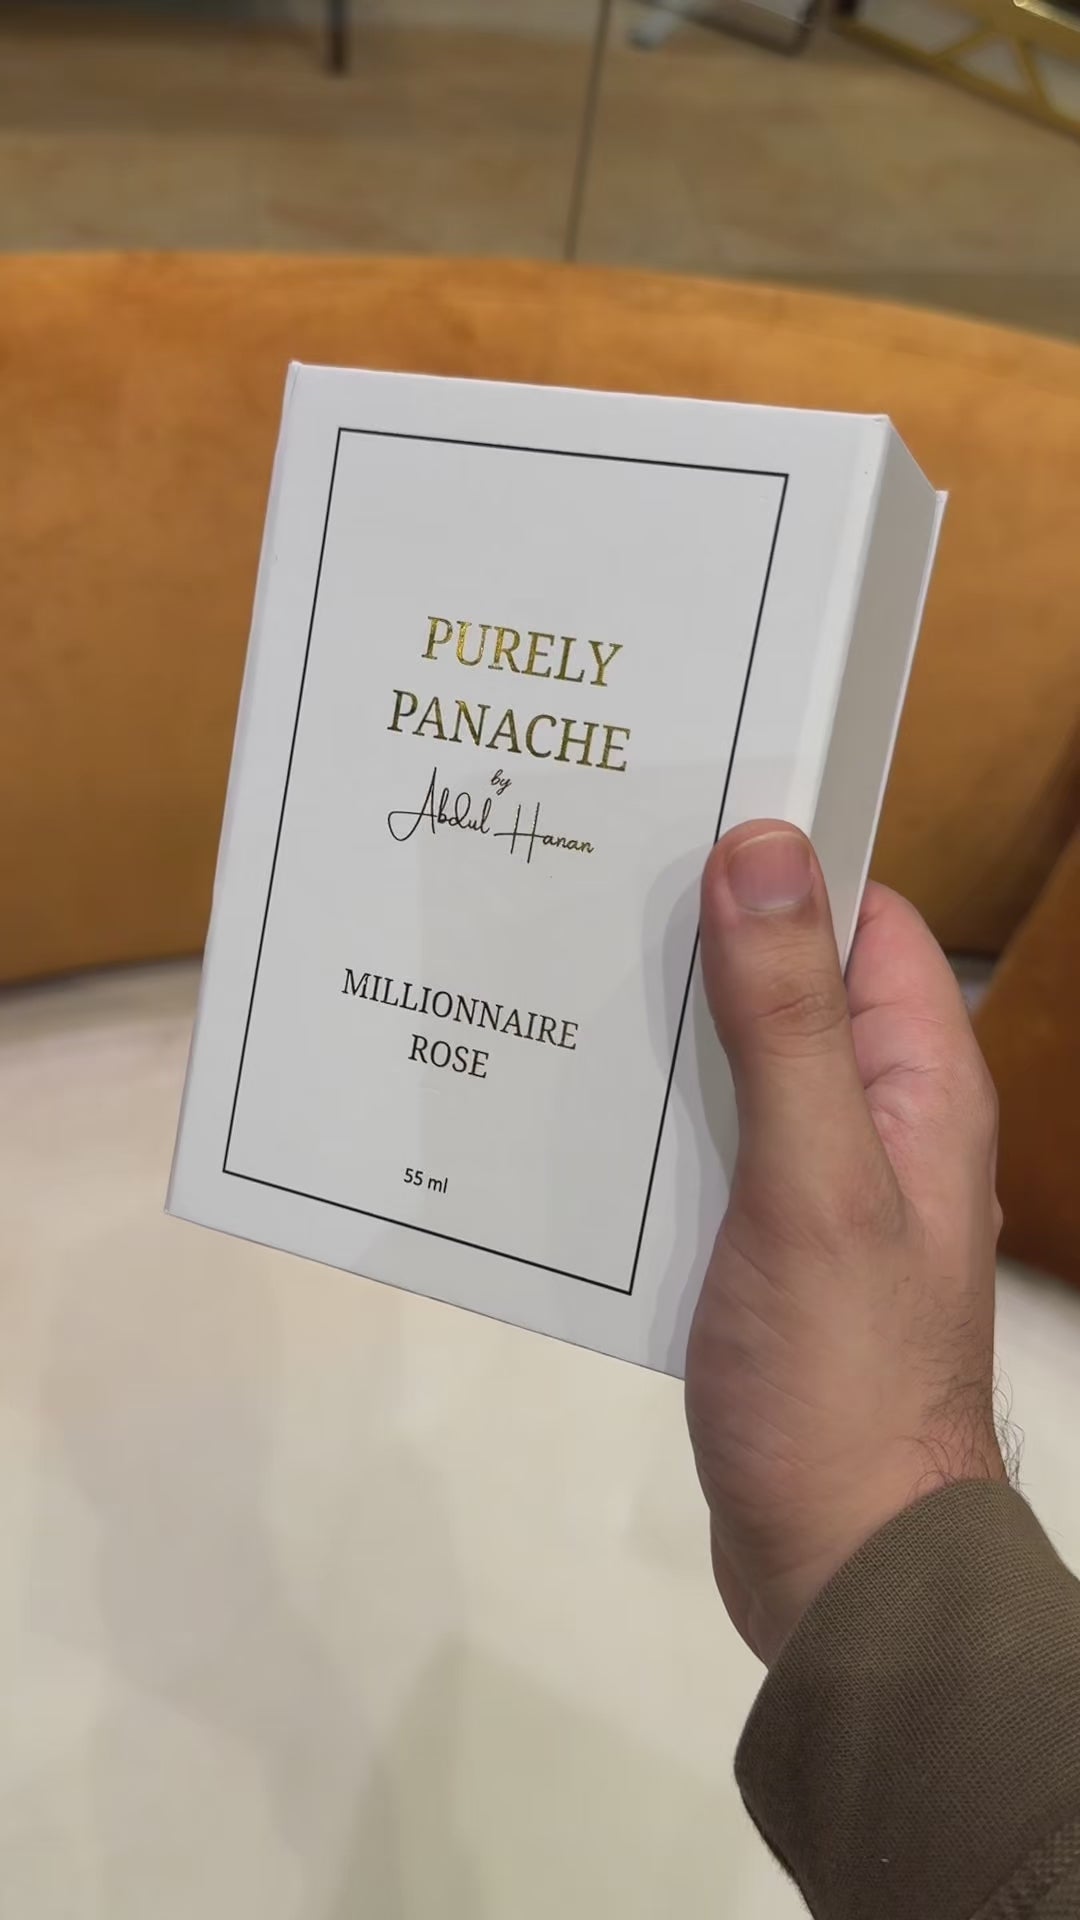 PURELY
PANACHE
by
Abdul Hanan
MILLIONNAIRE
ROSE
55 ml